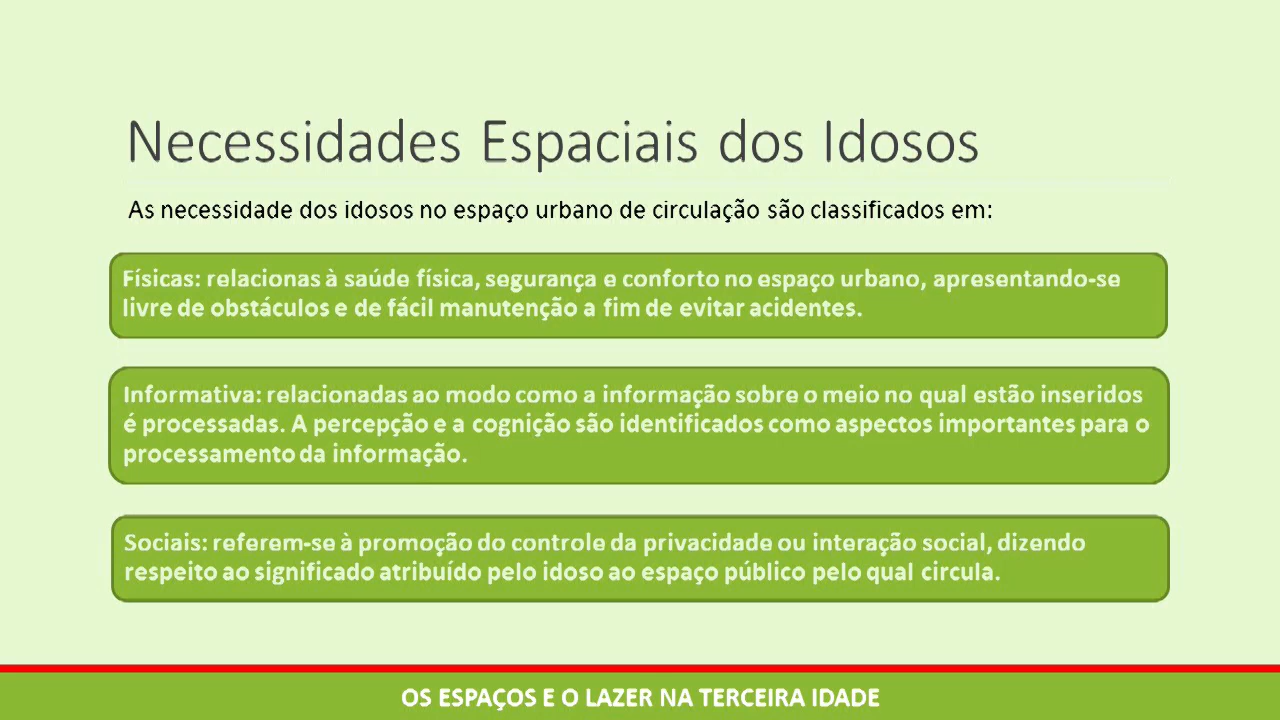 Necessidades Espaciais dos Idosos
As necessidade dos idosos no espaço urbano de circulação são classificados em:
Físicas: relacionas à saúde física, segurança e conforto no espaço urbano, apresentando-se
livre de obstáculos e de fácil manutenção a fim de evitar acidentes.
Informativa: relacionadas ao modo como a informação sobre o meio no qual estão inseridos
é processadas. A percepção e a cognição são identificados como aspectos importantes para o
processamento da informação.
Sociais: referem-se à promoção do controle da privacidade ou interação social, dizendo
respeito ao significado atribuído pelo idoso ao espaço público pelo qual circula.
OS ESPAÇOS E O LAZER NA TERCEIRA IDADE